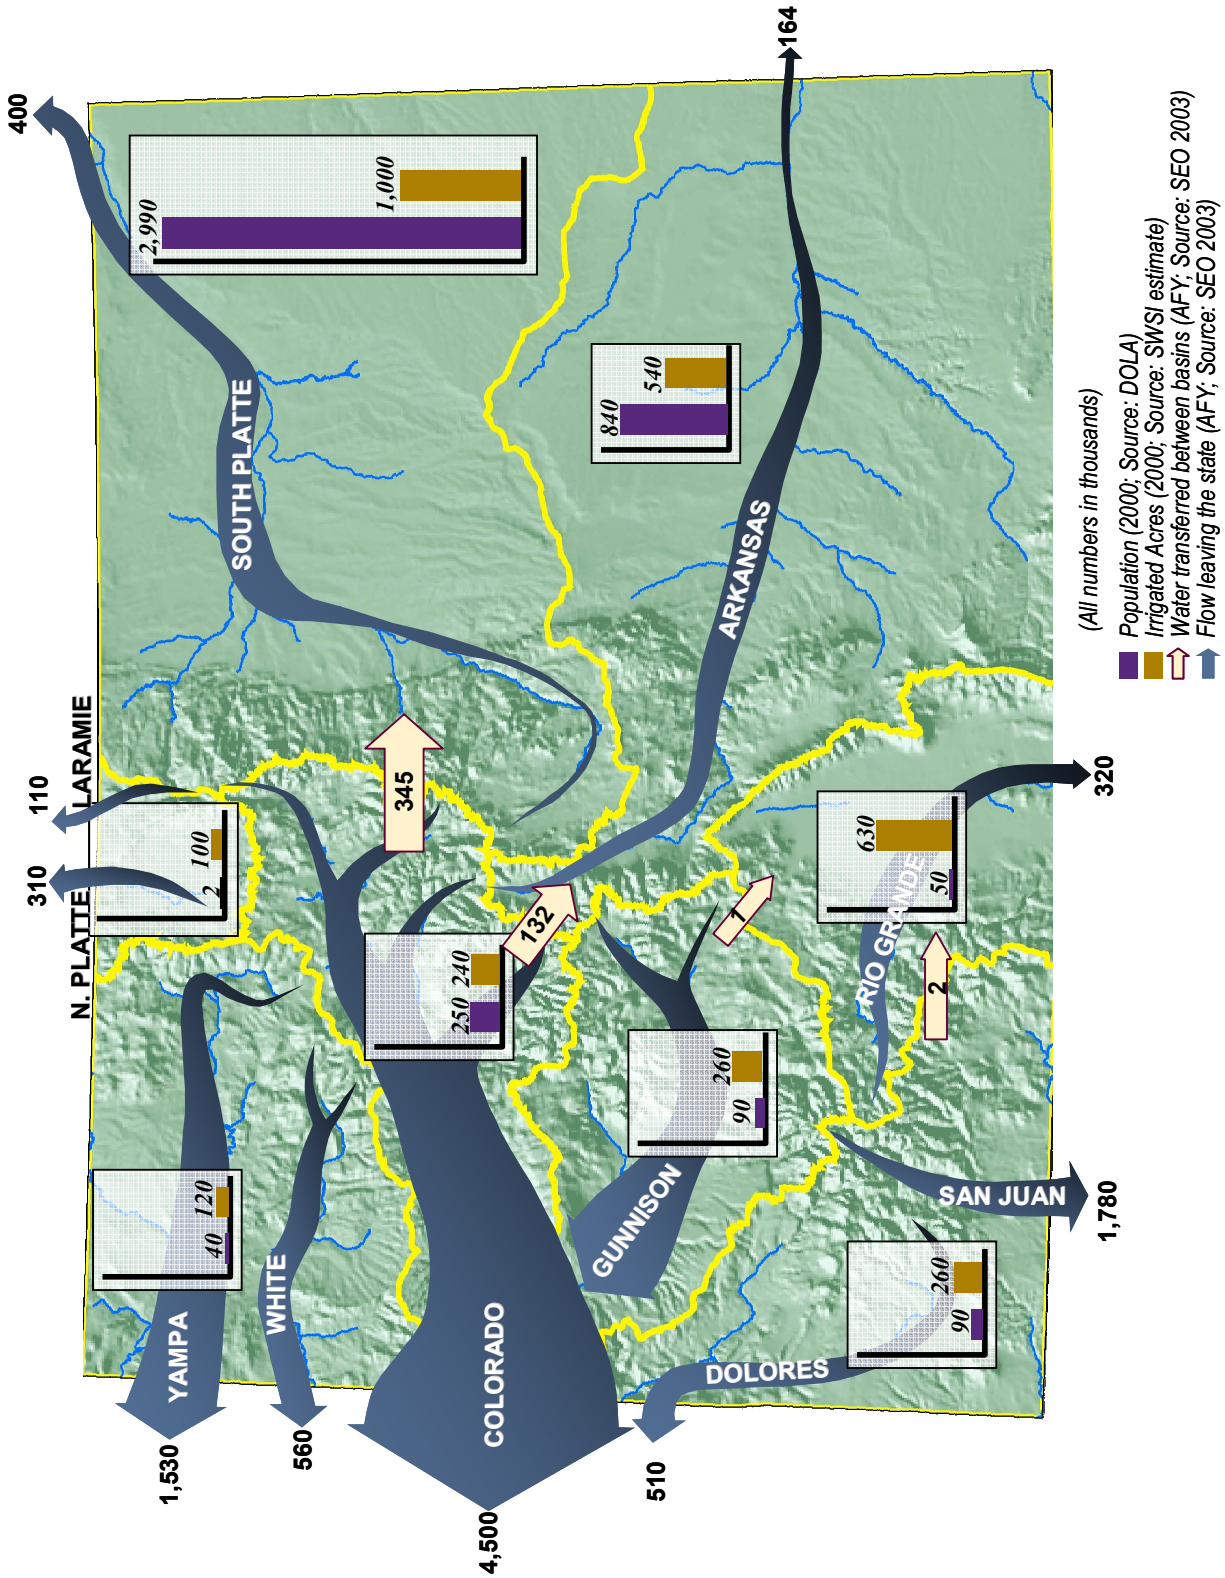 N. PLATTE
LARAMIE
310
110
400
1,530
YAMPA
40
120
2
100
SOUTH PLATTE
2,990
1,000
560
WHITE
345
4,500
COLORADO
250
240
132
510
DOLORES
GUNNISON
90
260
1
ARKANSAS
840
540
164
90
260
SAN JUAN
1,780
2
RIO GRANDE
50
630
320
(All numbers in thousands)
Population (2000; Source: DOLA)
Irrigated Acres (2000; Source: SWSI estimate)
Water transferred between basins (AFY; Source: SEO 2003)
Flow leaving the state (AFY; Source: SEO 2003)